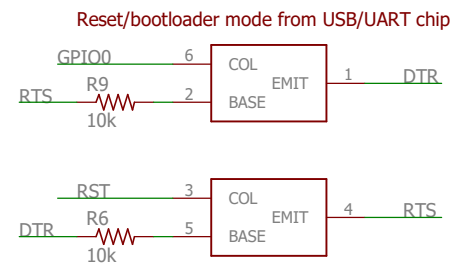 Reset/bootloader mode from USB/UART chip
GPIO0 6 COL
EMIT 1 DTR
R9
RTS 2 BASE
10k
RST 3 COL
EMIT 4 RTS
R6
DTR 5 BASE
10k